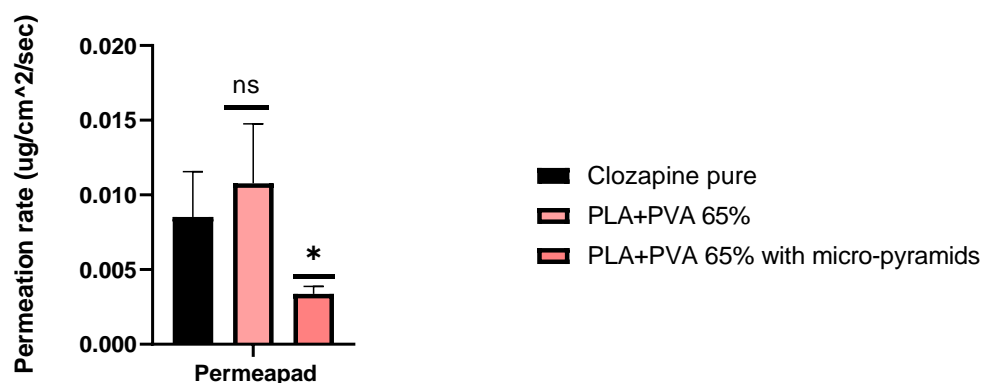 Permeation rate (ug/cm^2/sec)
0.020
0.015
0.010
0.005
0.000
ns
*
Permeapad
Clozapine pure
PLA+PVA 65%
PLA+PVA 65% with micro-pyramids